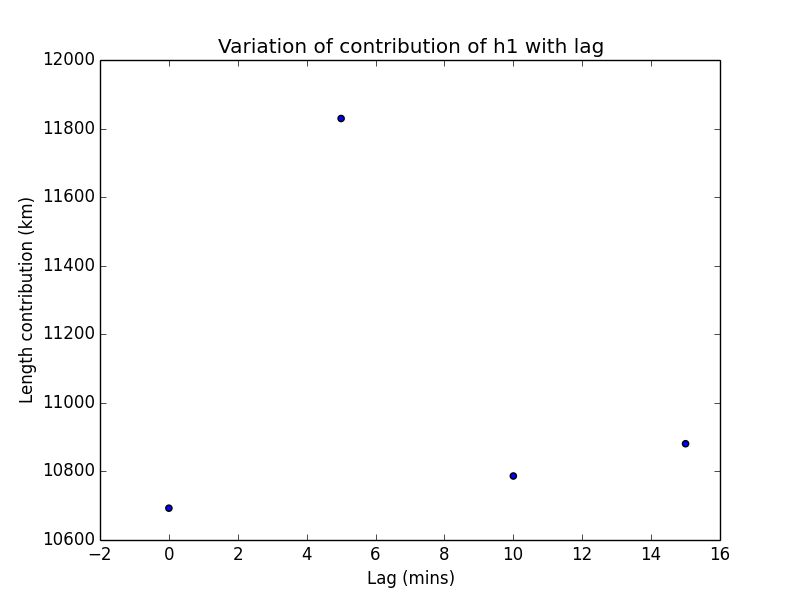 Variation of contribution of h1 with lag
12000
11800
11600
11400
11200
11000
10800
10600
Length contribution (km)
−2 0 2 4 6 8 10 12 14 16
Lag (mins)